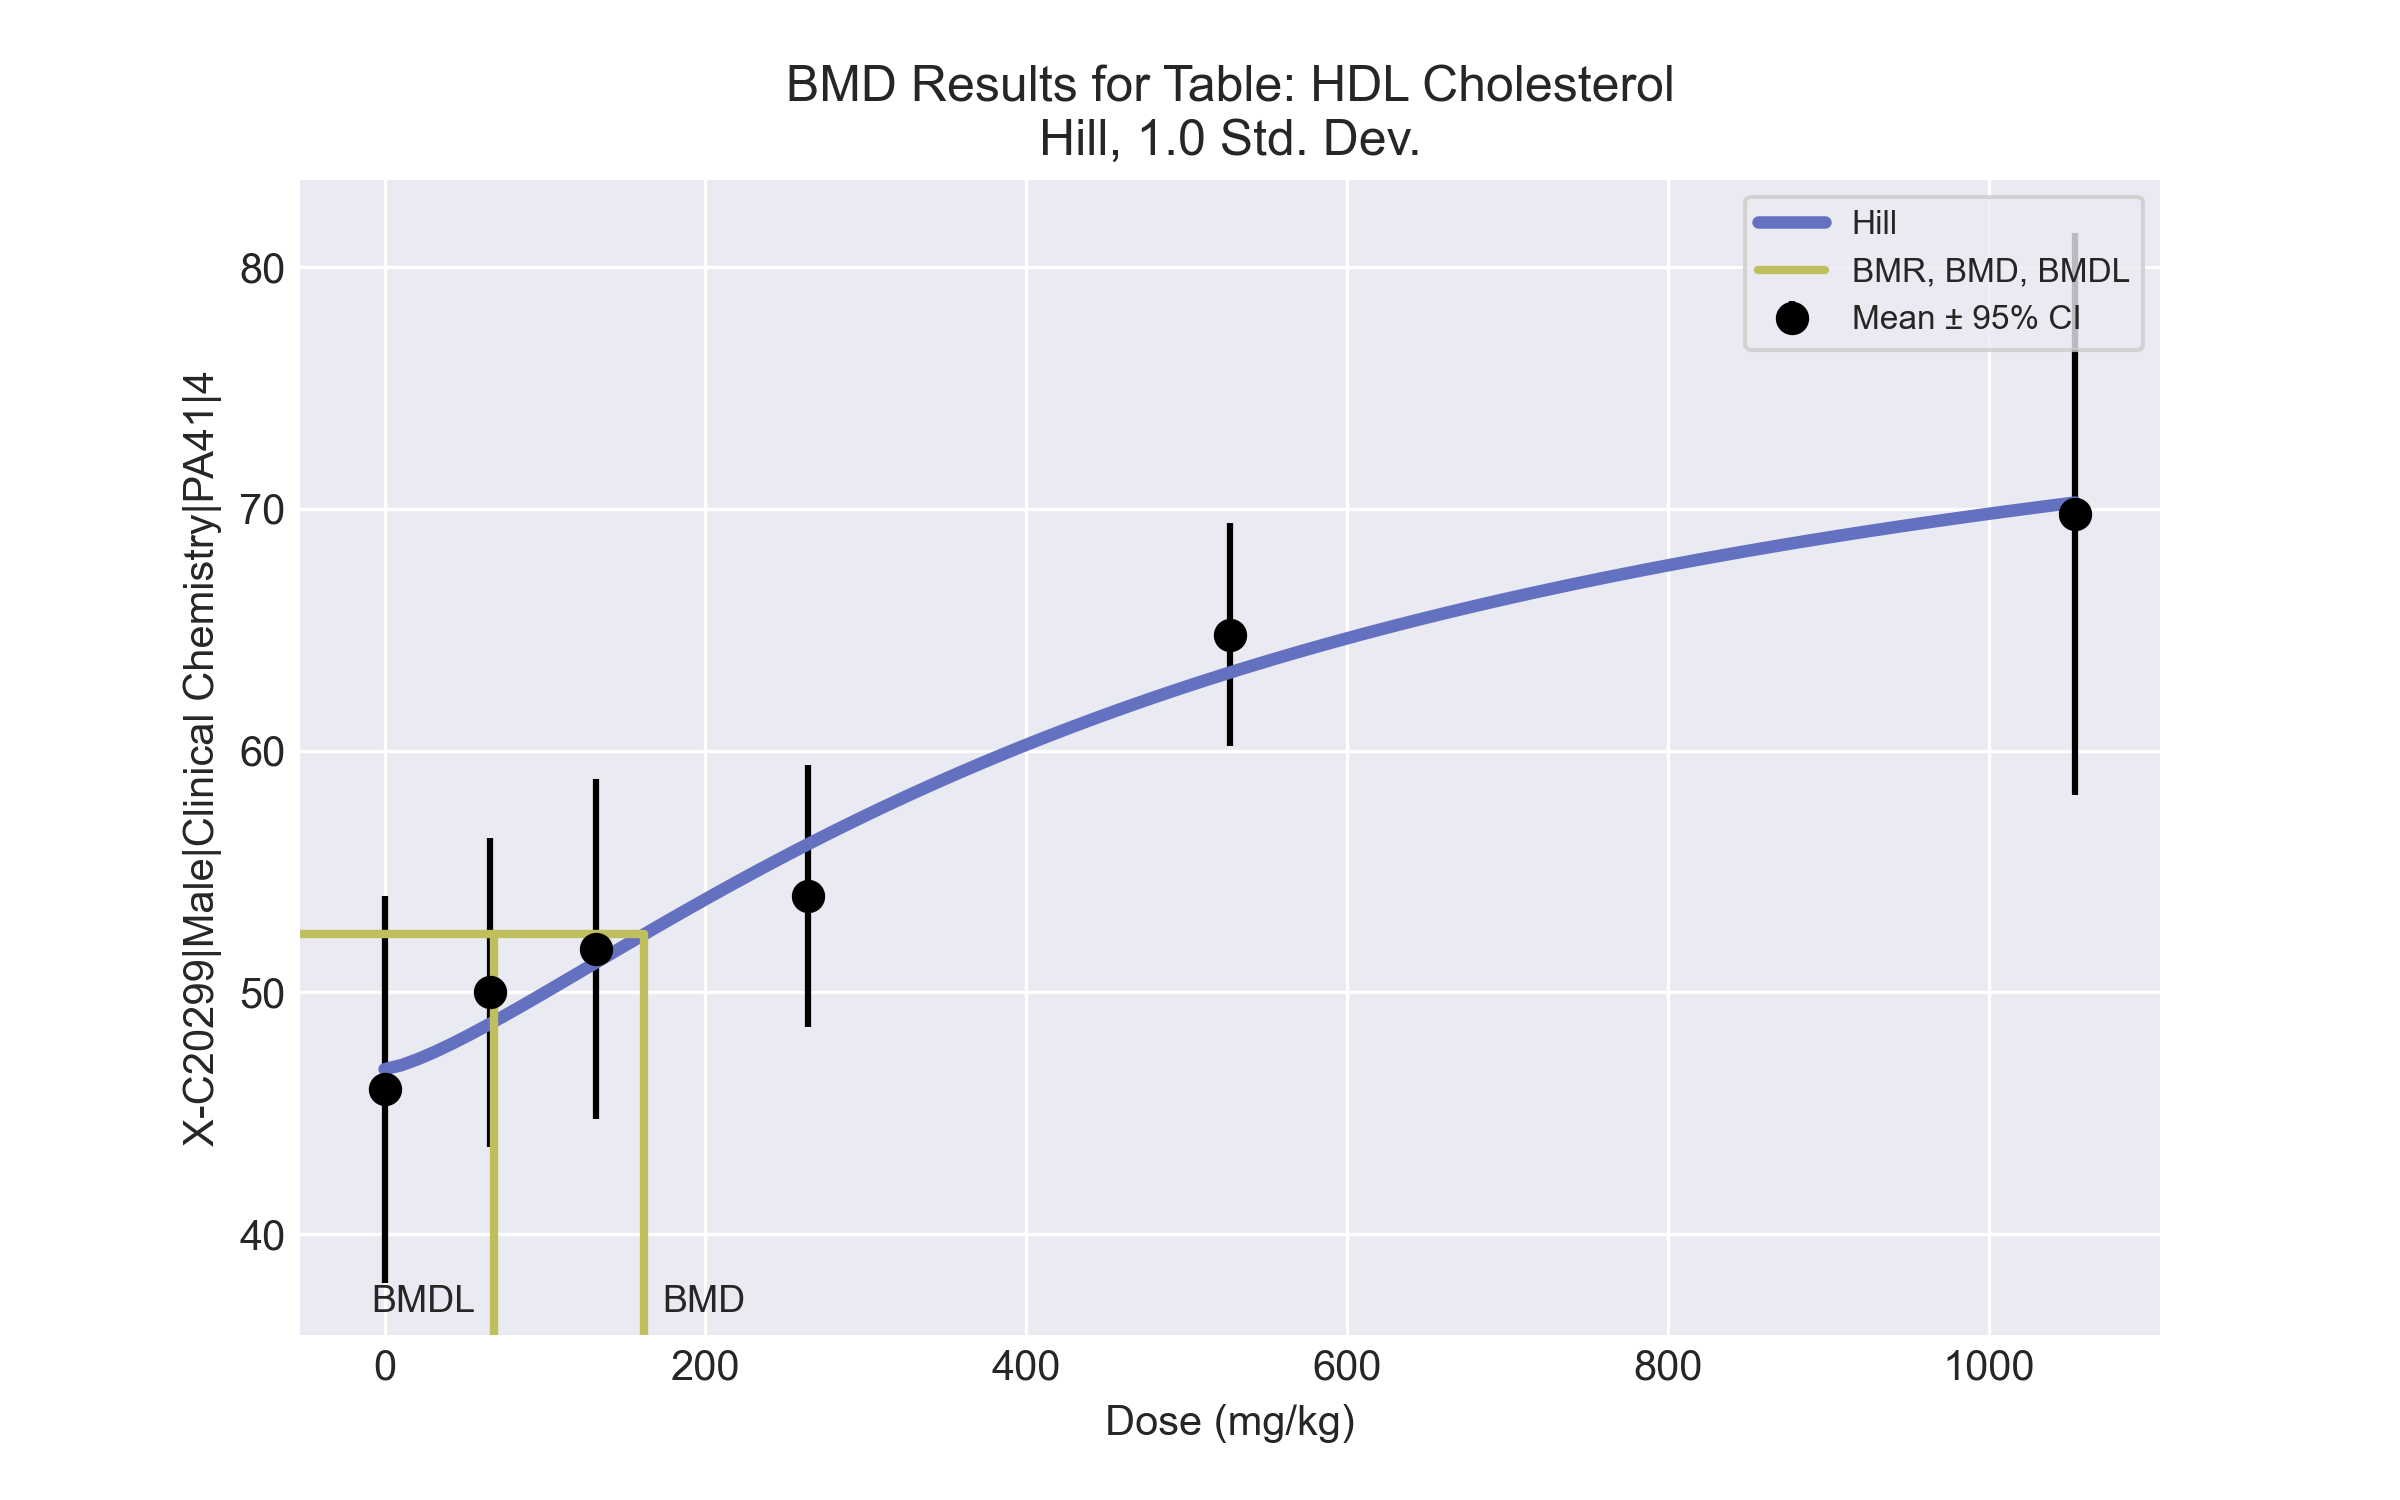 BMD Results for Table: HDL Cholesterol
Hill, 1.0 Std. Dev.
Hill
BMR, BMD, BMDL
Mean ± 95% CI
X-C20299|Male|Clinical Chemistry|PA41|4
80
70
60
50
40
BMDL
BMD
0
200
400
600
800
1000
Dose (mg/kg)